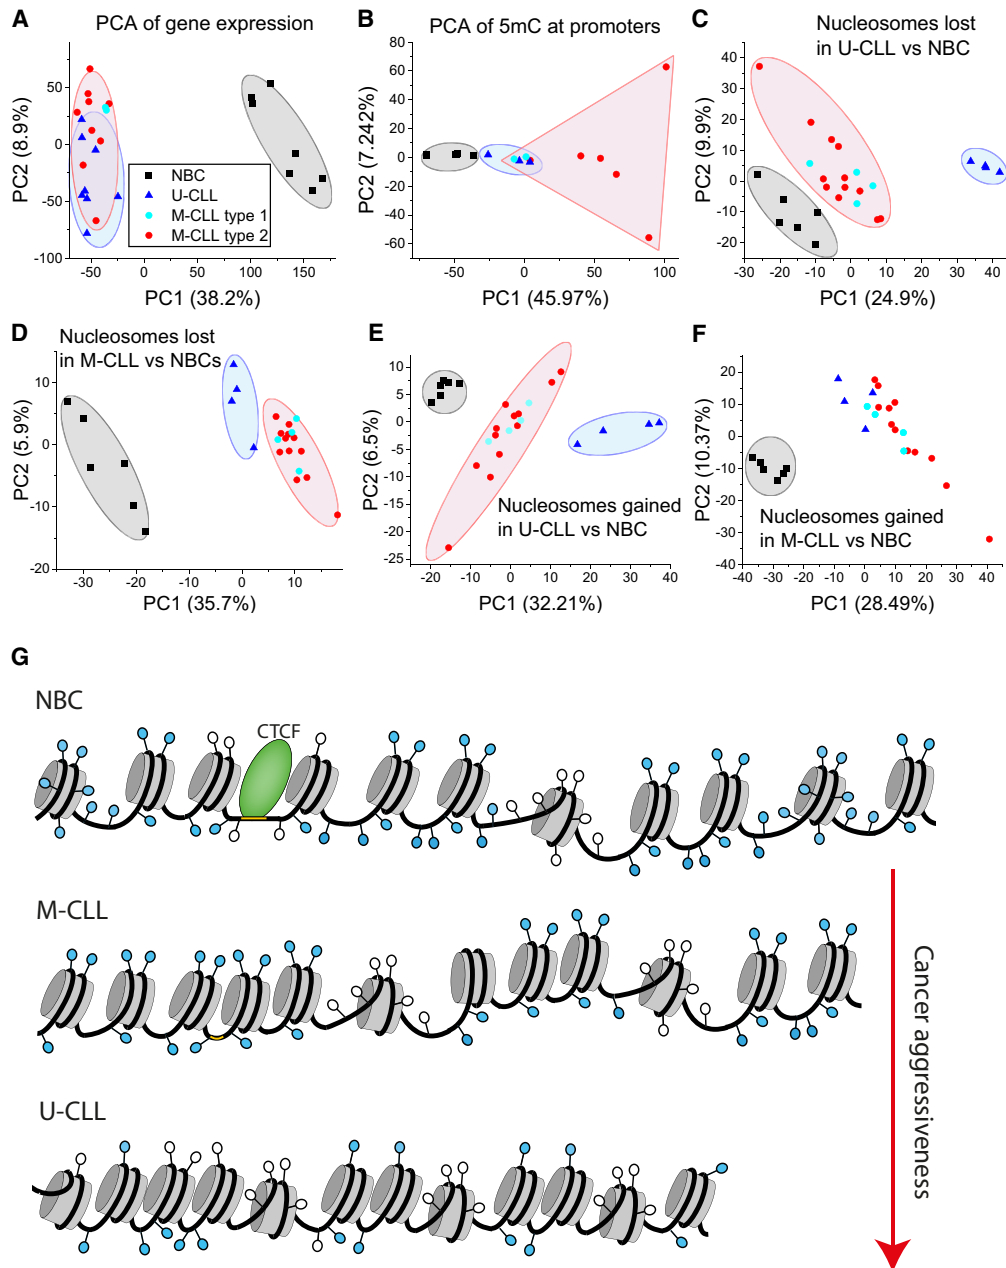 A
PCA of gene expression
PC2 (8.9%)
50
0
-50
-100
-50
0
50
100
150
PC1 (38.2%)
NBC
U-CLL
M-CLL type 1
M-CLL type 2
B
PCA of 5mC at promoters
PC2 (7.242%)
80
60
40
20
0
-20
-40
-60
-50
0
50
100
PC1 (45.97%)
C
Nucleosomes lost
in U-CLL vs NBC
PC2 (9.9%)
40
30
20
10
0
-10
-20
-30
-20
-10
0
10
20
30
40
PC1 (24.9%)
D
Nucleosomes lost
in M-CLL vs NBCs
PC2 (5.9%)
10
0
-10
-20
-30
-20
-10
0
10
PC1 (35.7%)
E
PC2 (6.5%)
15
10
5
0
-5
-10
-15
-20
-25
-20
-10
0
10
20
30
40
PC1 (32.21%)
Nucleosomes gained
in U-CLL vs NBC
F
PC2 (10.37%)
30
20
10
0
-10
-20
-30
-40
-40
-30
-20
-10
0
10
20
30
40
PC1 (28.49%)
Nucleosomes gained
in M-CLL vs NBC
G
NBC
CTCF
M-CLL
U-CLL
Cancer aggressiveness